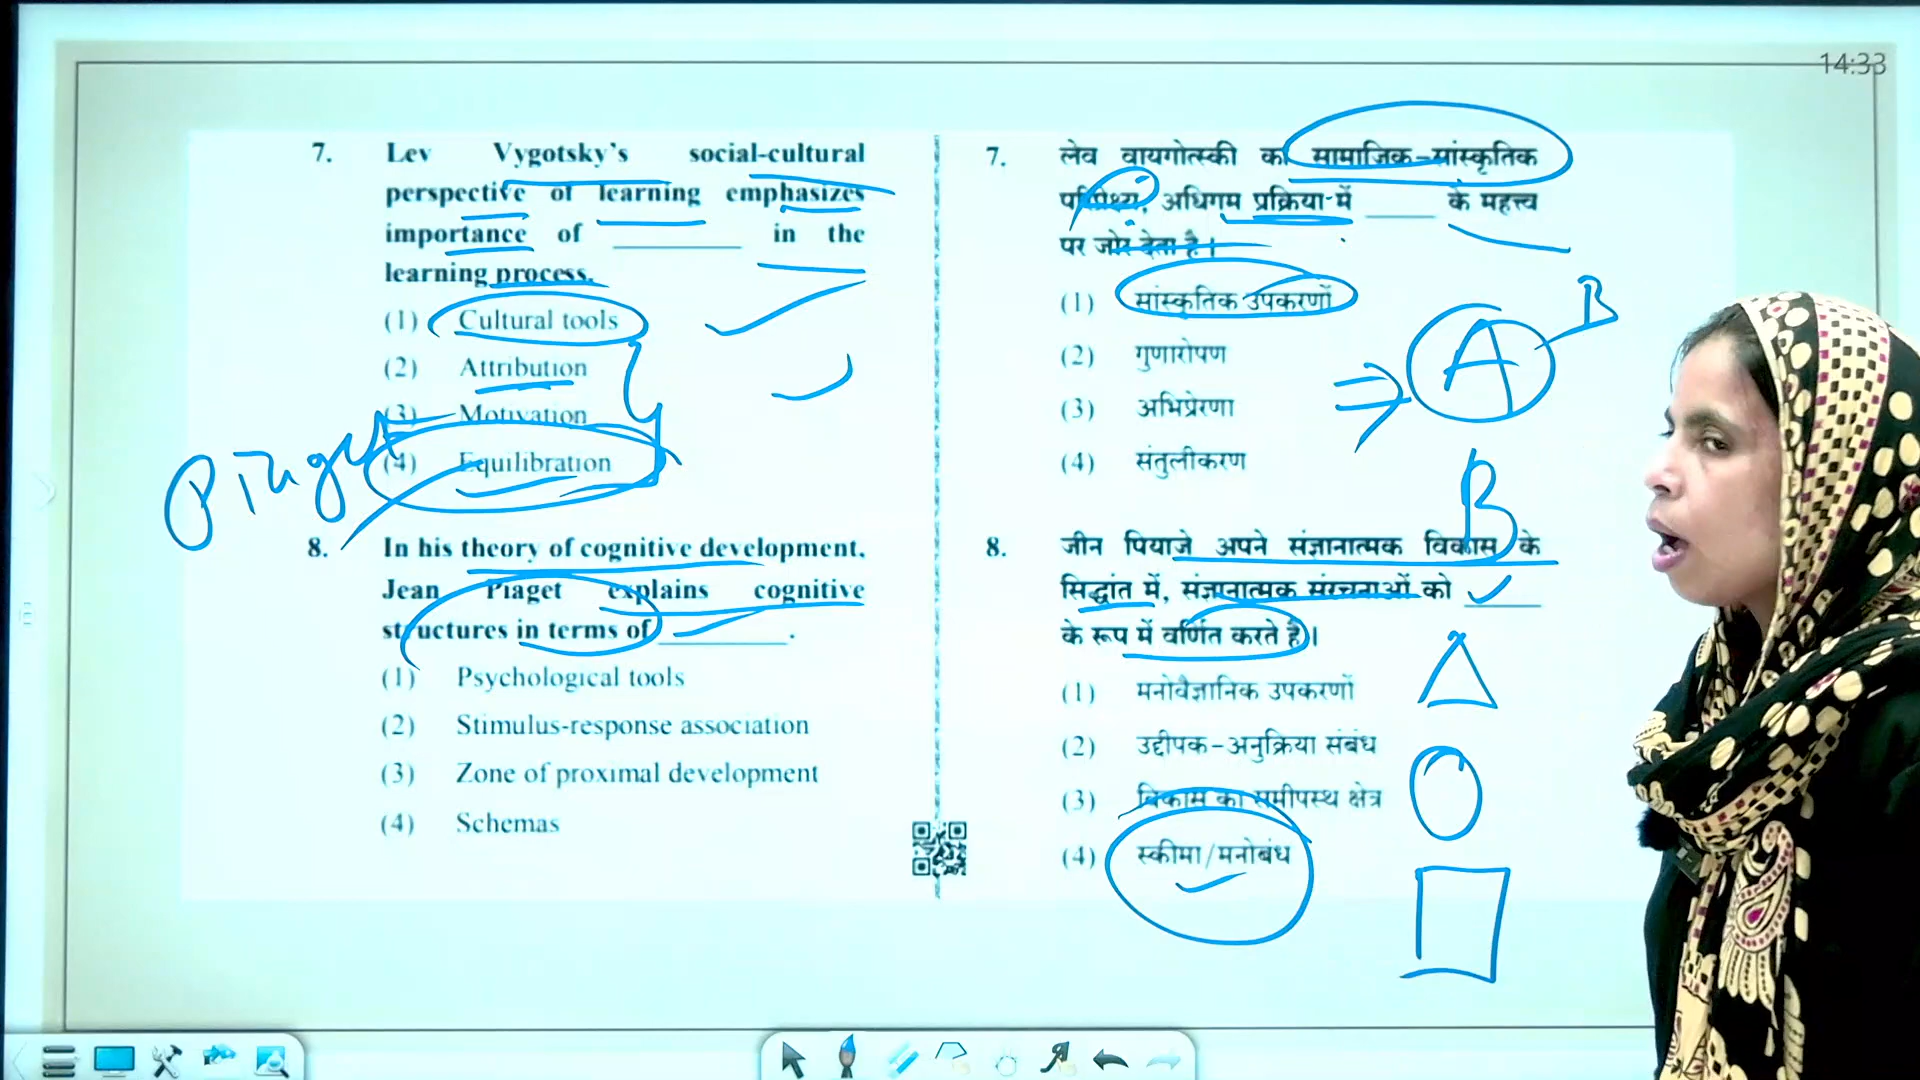 14:33
7. Lev Vygotsky's social-cultural
perspective of learning emphasizes
importance of ________ in the
learning process.
(1) Cultural tools
(2) Attribution
(3) Motivation
(4) Equilibration
Piaget
8. In his theory of cognitive development,
Jean Piaget explains cognitive
structures in terms of ________.
(1) Psychological tools
(2) Stimulus-response association
(3) Zone of proximal development
(4) Schemas
7. लेव वायगोत्स्की का सामाजिक-सांस्कृतिक
परिप्रेक्ष्य, अधिगम प्रक्रिया में ____ के महत्त्व
पर जोर देता है।
(1) सांस्कृतिक उपकरणों
(2) गुणारोपण
(3) अभिप्रेरणा
(4) संतुलीकरण
A
B
B
8. जीन पियाजे अपने संज्ञानात्मक विकास के
सिद्धांत में, संज्ञानात्मक संरचनाओं को ____
के रूप में वर्णित करते है।
(1) मनोवैज्ञानिक उपकरणों
(2) उद्दीपक-अनुक्रिया संबंध
(3) विकास का समीपस्थ क्षेत्र
(4) स्कीमा/मनोबंध